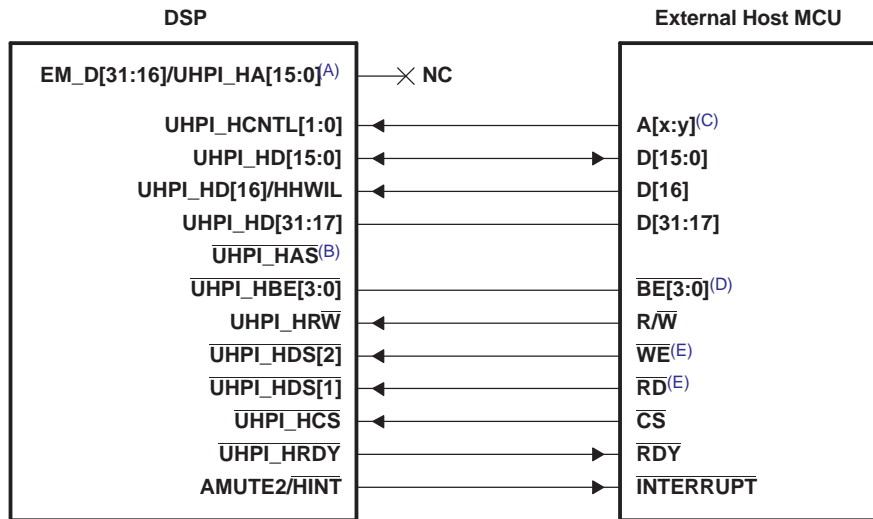 DSP
External Host MCU
EM_D[31:16]/UHPI_HA[15:0](A)
NC
UHPI_HCNTL[1:0]
A[x:y](C)
UHPI_HD[15:0]
D[15:0]
UHPI_HD[16]/HHWIL
D[16]
UHPI_HD[31:17]
D[31:17]
UHPI_HAS(B)
UHPI_HBE[3:0]
BE[3:0](D)
UHPI_HRW
R/W
UHPI_HDS[2]
WE(E)
UHPI_HDS[1]
RD(E)
UHPI_HCS
CS
UHPI_HRDY
RDY
AMUTE2/HINT
INTERRUPT